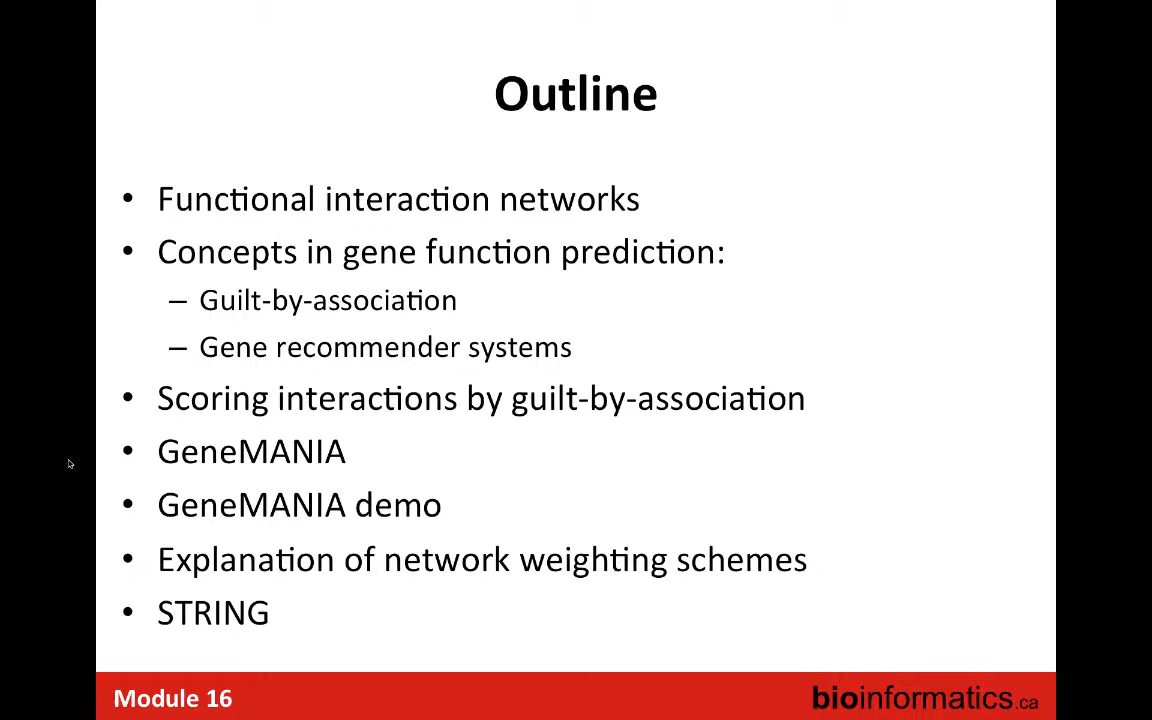 Outline
• Functional interaction networks
• Concepts in gene function prediction:
– Guilt-by-association
– Gene recommender systems
• Scoring interactions by guilt-by-association
• GeneMANIA
• GeneMANIA demo
• Explanation of network weighting schemes
• STRING
Module 16
bioinformatics.ca